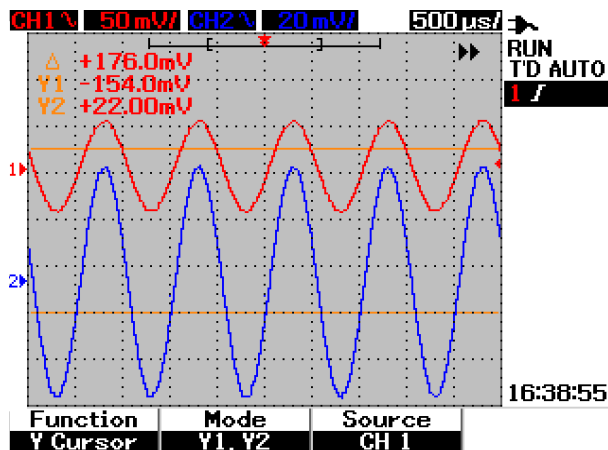 CH1 ∿ 50 mV/ CH2 ∿ 20 mV/ 500 µs/
RUN
T'D AUTO
1
Δ +176.0mV
Y1 -154.0mV
Y2 +22.00mV
1
2
16:38:55
Function Mode Source
Y Cursor Y1, Y2 CH 1